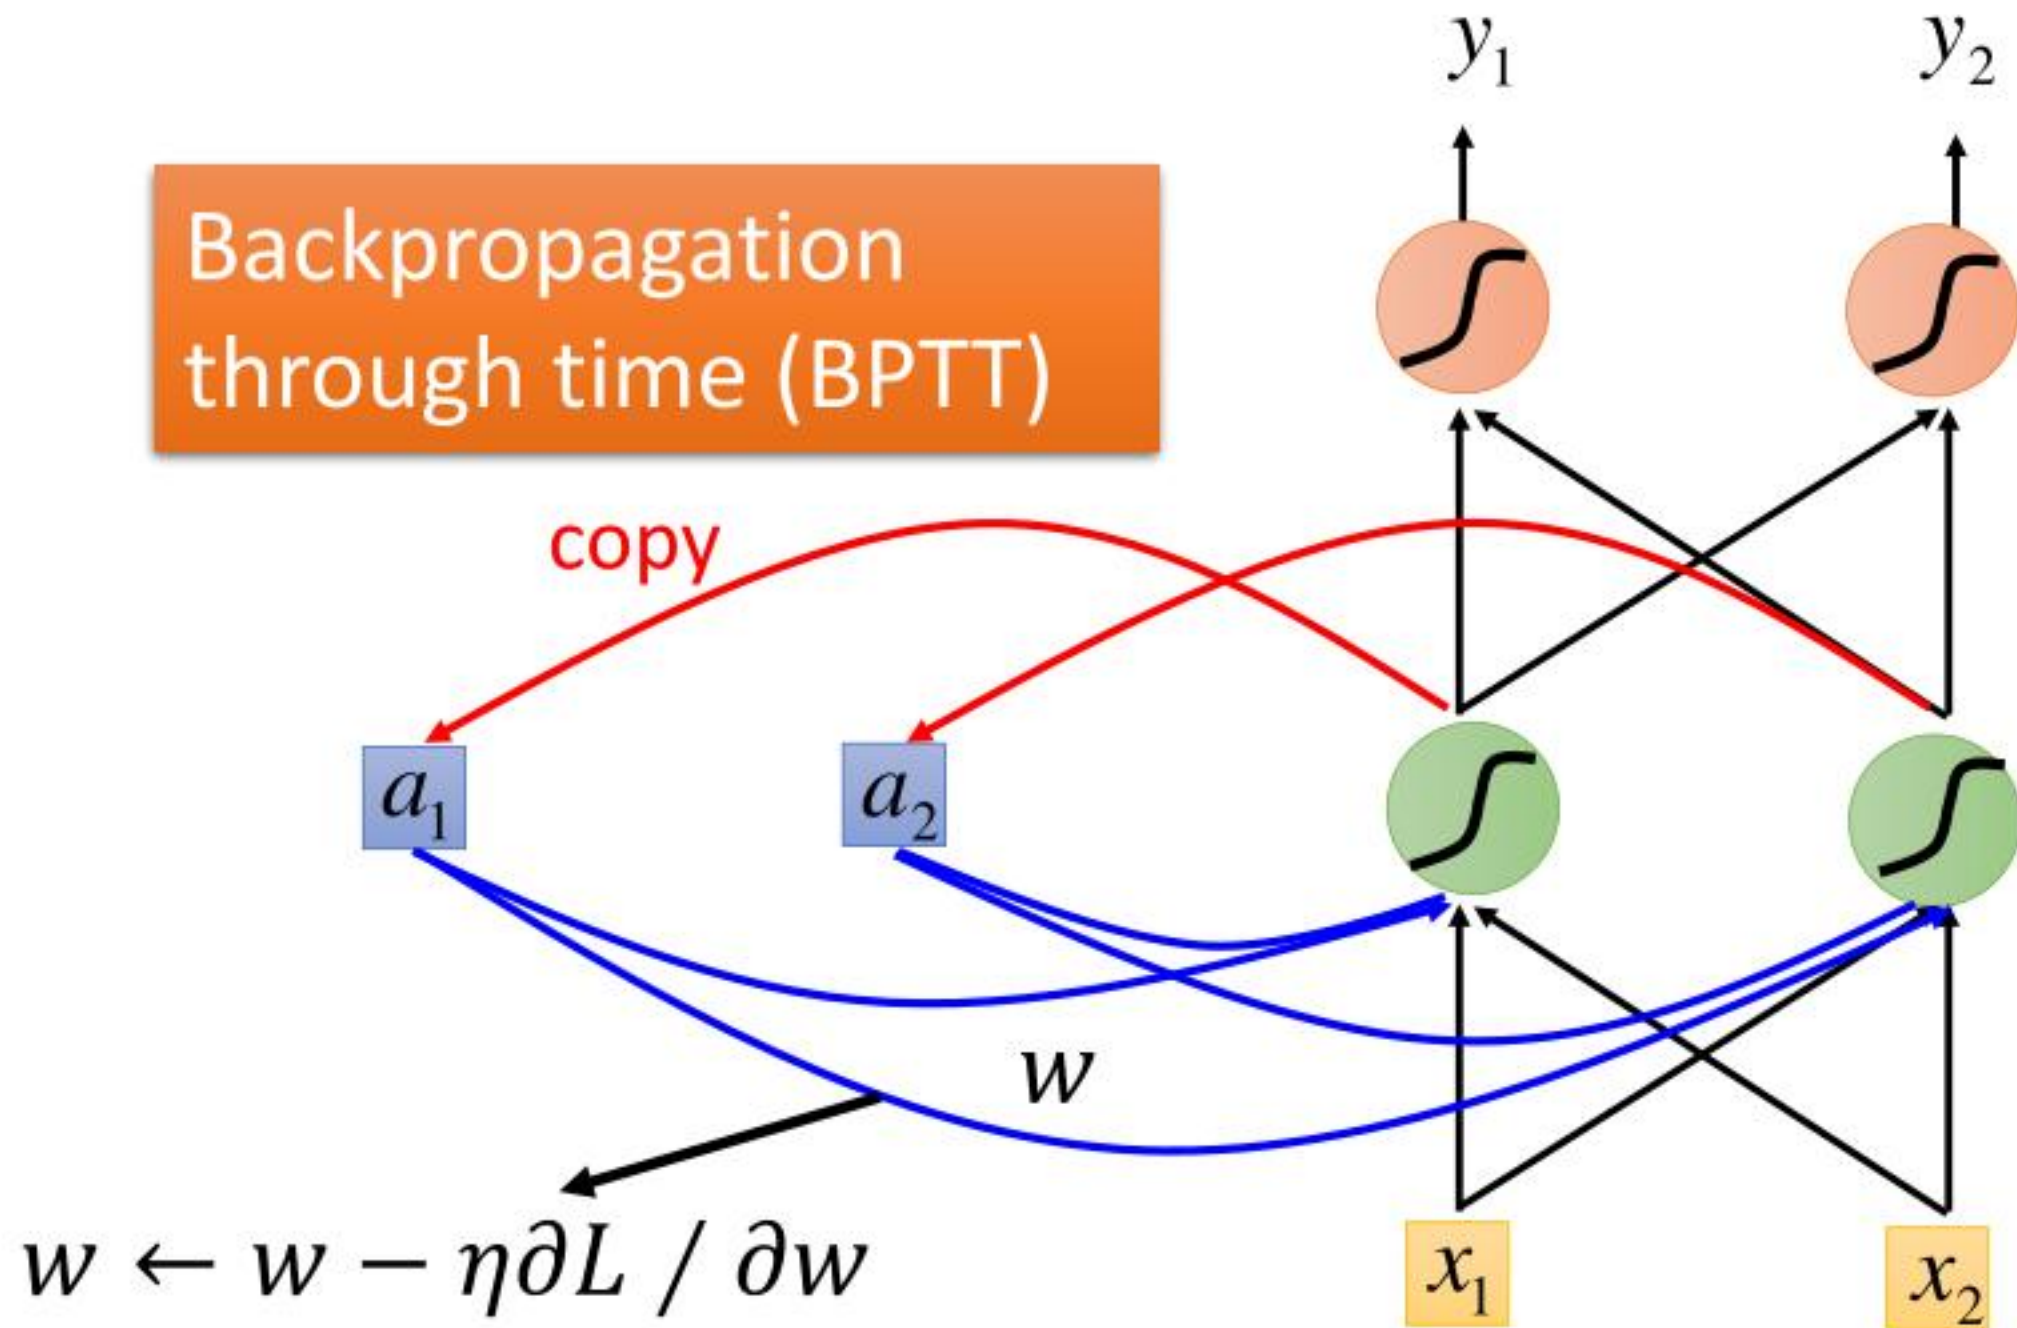 y₁
y₂
Backpropagation
through time (BPTT)
copy
a₁
a₂
w
w ← w − η∂L / ∂w
x₁
x₂